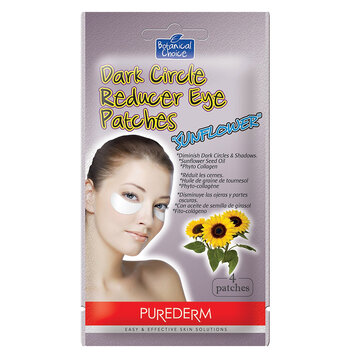 Botanical
Choice
Dark Circle
Reducer Eye
Patches
SUNFLOWER
*Diminish Dark Circles & Shadows.
*Sunflower Seed Oil
*Phyto Collagen
*Réduit les cernes.
*Huile de graine de tournesol
*Phyto-collagène
*Disminuye las ojeras y partes
oscuras.
*Con aceite de semilla de girasol
*Fito-colágeno
4
patches
PUREDERM
EASY & EFFECTIVE SKIN SOLUTIONS